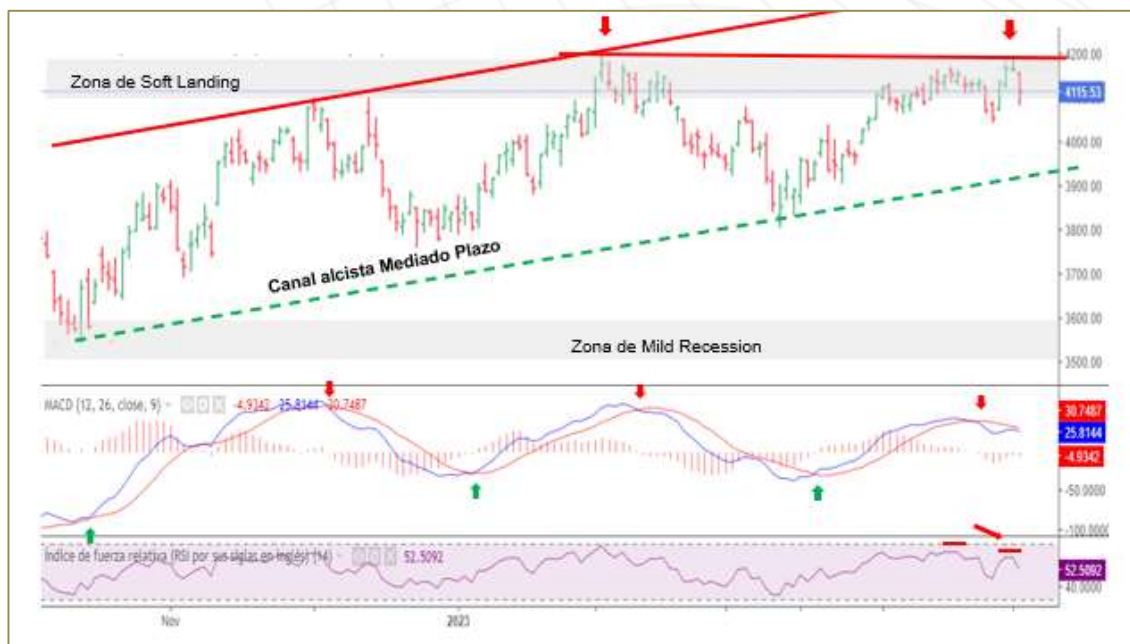 4200.00
Zona de Soft Landing
4115.53
4000.00
3900.00
3800.00
Canal alcista Mediado Plazo
3700.00
3600.00
Zona de Mild Recession
3500.00
MACD (12, 26, close, 9) -4.9342 25.8144 30.7487
30.7487
25.8144
-4.9342
-50.0000
-100.0000
Índice de fuerza relativa (RSI por sus siglas en inglés) (14) 52.5092
52.5092
40.0000
Nov 2023